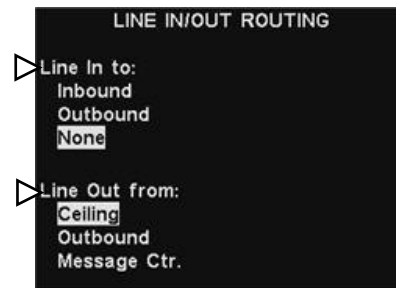 LINE IN/OUT ROUTING
Line In to:
Inbound
Outbound
None
Line Out from:
Ceiling
Outbound
Message Ctr.